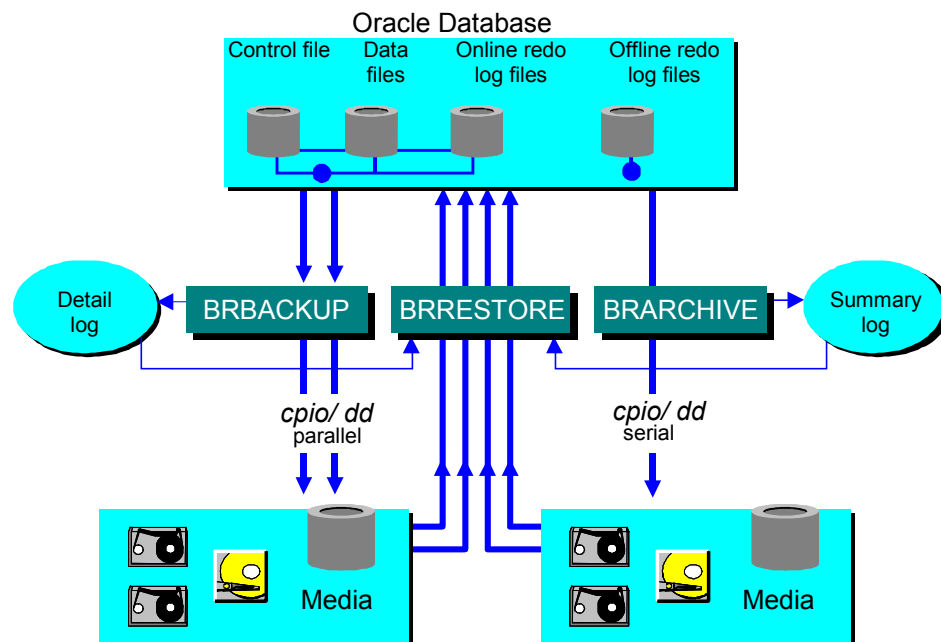 Oracle Database
Control file
Data
files
Online redo
log files
Offline redo
log files
Detail
log
BRBACKUP
BRRESTORE
BRARCHIVE
Summary
log
cpio/ dd
parallel
cpio/ dd
serial
Media
Media